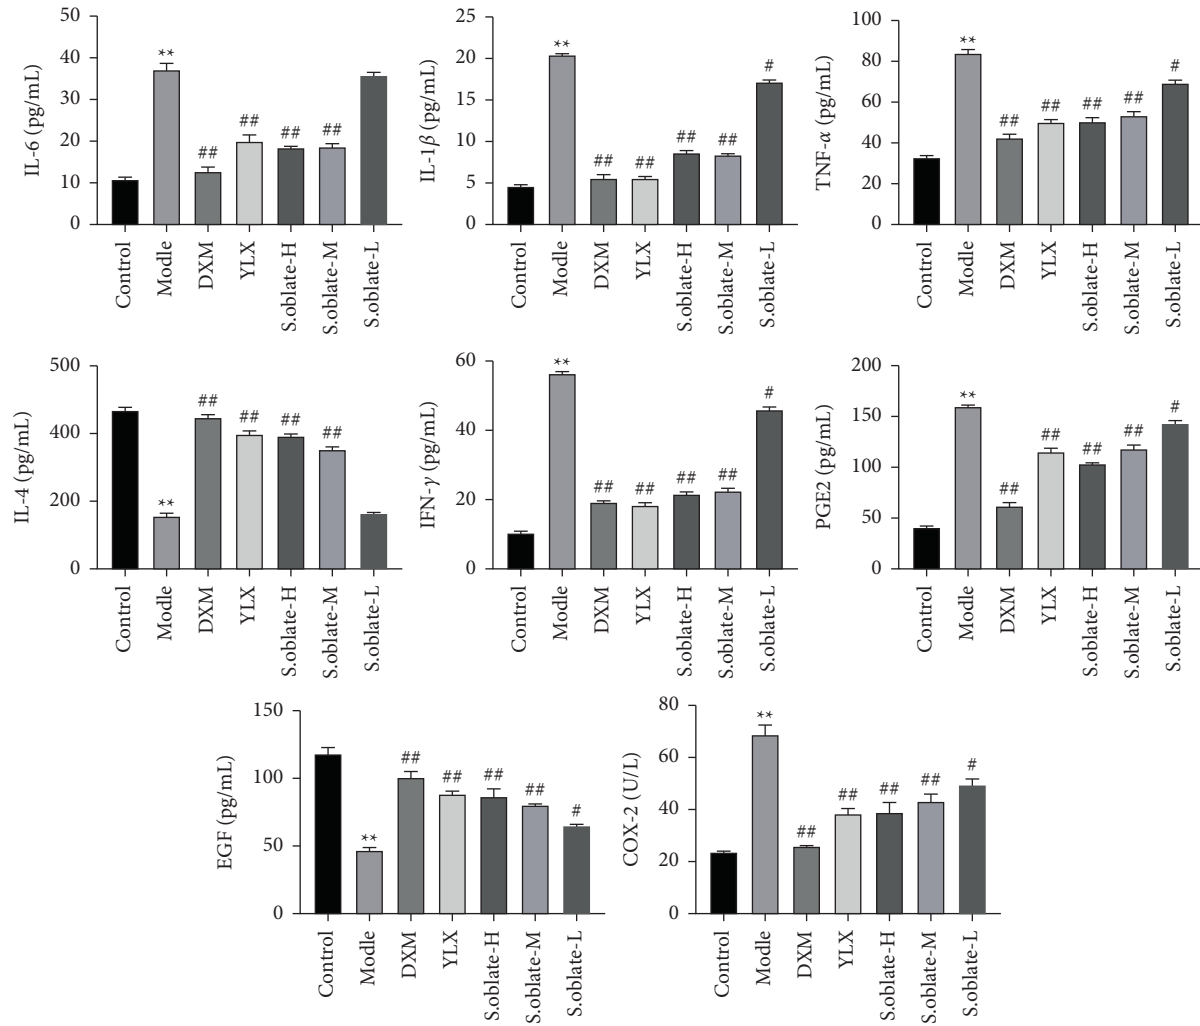 IL-6 (pg/mL)
50
40
30
20
10
0
**
##
##
##
##
Control
Modle
DXM
YLX
S.oblate-H
S.oblate-M
S.oblate-L
IL-1β (pg/mL)
25
20
15
10
5
0
**
##
##
##
##
#
Control
Modle
DXM
YLX
S.oblate-H
S.oblate-M
S.oblate-L
TNF-α (pg/mL)
100
80
60
40
20
0
**
##
##
##
##
#
Control
Modle
DXM
YLX
S.oblate-H
S.oblate-M
S.oblate-L
IL-4 (pg/mL)
500
400
200
0
**
##
##
##
##
Control
Modle
DXM
YLX
S.oblate-H
S.oblate-M
S.oblate-L
IFN-γ (pg/mL)
60
40
20
0
**
##
##
##
##
#
Control
Modle
DXM
YLX
S.oblate-H
S.oblate-M
S.oblate-L
PGE2 (pg/mL)
200
150
100
50
0
**
##
##
##
##
#
Control
Modle
DXM
YLX
S.oblate-H
S.oblate-M
S.oblate-L
EGF (pg/mL)
150
100
50
0
**
##
##
##
##
#
Control
Modle
DXM
YLX
S.oblate-H
S.oblate-M
S.oblate-L
COX-2 (U/L)
80
60
40
20
0
**
##
##
##
##
#
Control
Modle
DXM
YLX
S.oblate-H
S.oblate-M
S.oblate-L